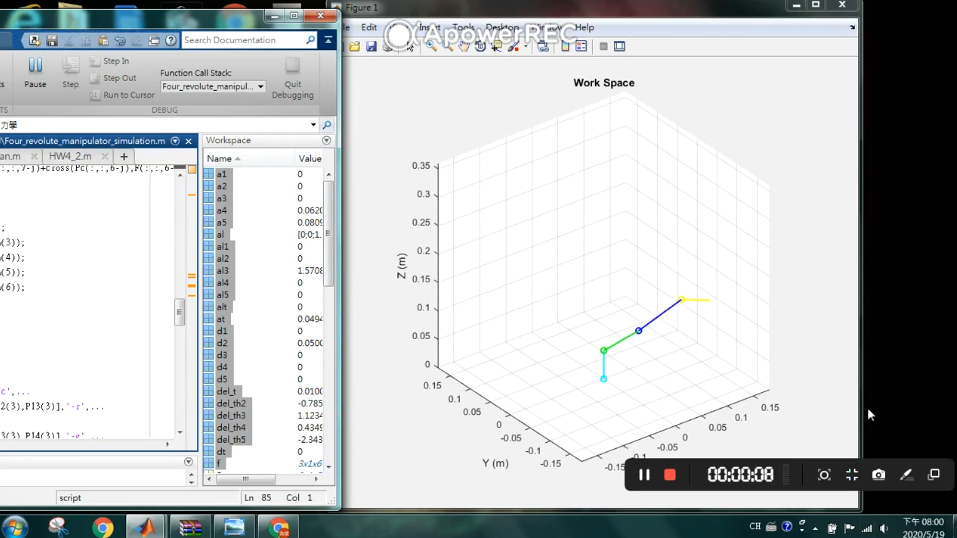 Figure 1
Edit
Insert
Tools
Desktop
Window
Help
ApowerREC
Search Documentation
Pause
Step
Step In
Step Out
Run to Cursor
Function Call Stack:
Four_revolute_manipul...
Quit
Debugging
DEBUG
力學
Four_revolute_manipulator_simulation.m
an.m
HW4_2.m
Workspace
Name
Value
:,:,7-j)+cross(Pc(:,:,6-j),F(:,:,6-
;
(3));
(4));
(5));
(6));
c',...
2(3),P13(3)],'-r',...
3(3),P14(3)],'-g',...
a1 0
a2 0
a3 0
a4 0.0620
a5 0.0809
al [0;0;1.
al1 0
al2 0
al3 1.5708
al4 0
al5 0
alt 0
at 0.0494
d1 0
d2 0.0500
d3 0
d4 0
d5 0
del_t 0.0100
del_th2 -0.785
del_th3 1.1234
del_th4 0.4349
del_th5 -2.343
dt 0
f 3x1x6
script
Ln 85 Col 1
Work Space
Z (m)
0.35
0.3
0.25
0.2
0.15
0.1
0.05
0
0.15
0.1
0.05
0
-0.05
-0.1
-0.15
Y (m)
0.15
0.1
0.05
0
-0.05
-0.1
-0.15
00:00:08
CH
下午 08:00
2020/5/19